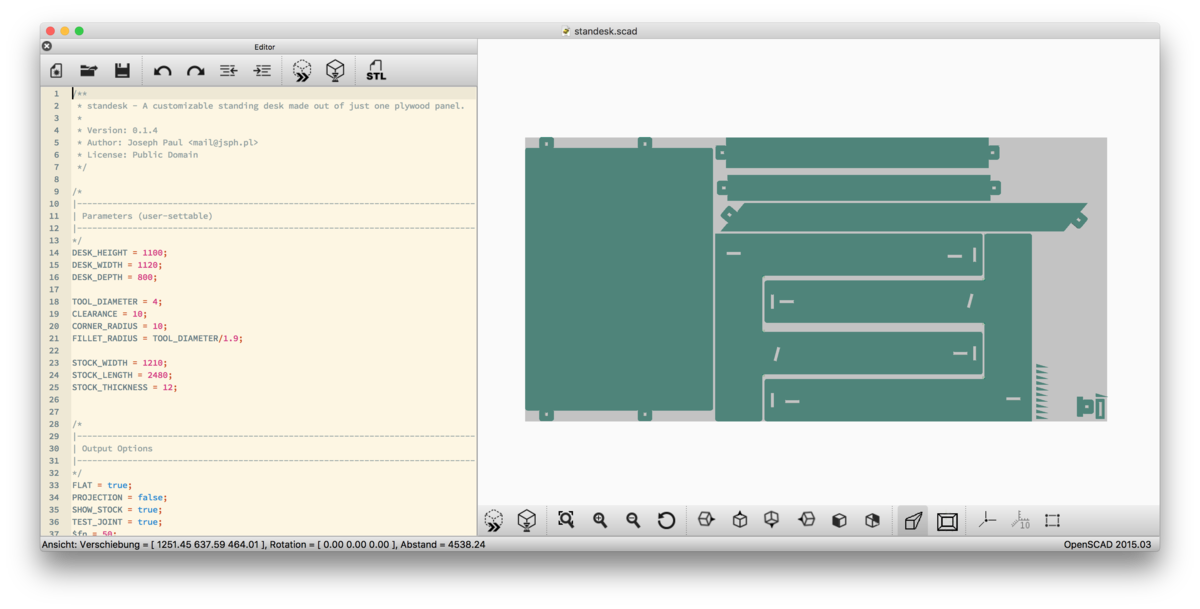 standesk.scad
Editor
STL
1 /**
2 * standesk - A customizable standing desk made out of just one plywood panel.
3 *
4 * Version: 0.1.4
5 * Author: Joseph Paul <mail@jsph.pl>
6 * License: Public Domain
7 */
8
9 /*
10 |------------------------------------------------------------------------------
11 | Parameters (user-settable)
12 |------------------------------------------------------------------------------
13 */
14 DESK_HEIGHT = 1100;
15 DESK_WIDTH = 1120;
16 DESK_DEPTH = 800;
17
18 TOOL_DIAMETER = 4;
19 CLEARANCE = 10;
20 CORNER_RADIUS = 10;
21 FILLET_RADIUS = TOOL_DIAMETER/1.9;
22
23 STOCK_WIDTH = 1210;
24 STOCK_LENGTH = 2480;
25 STOCK_THICKNESS = 12;
26
27
28 /*
29 |------------------------------------------------------------------------------
30 | Output Options
31 |------------------------------------------------------------------------------
32 */
33 FLAT = true;
34 PROJECTION = false;
35 SHOW_STOCK = true;
36 TEST_JOINT = true;
37 $fn = 50;
10
Ansicht: Verschiebung = [ 1251.45 637.59 464.01 ], Rotation = [ 0.00 0.00 0.00 ], Abstand = 4538.24
OpenSCAD 2015.03